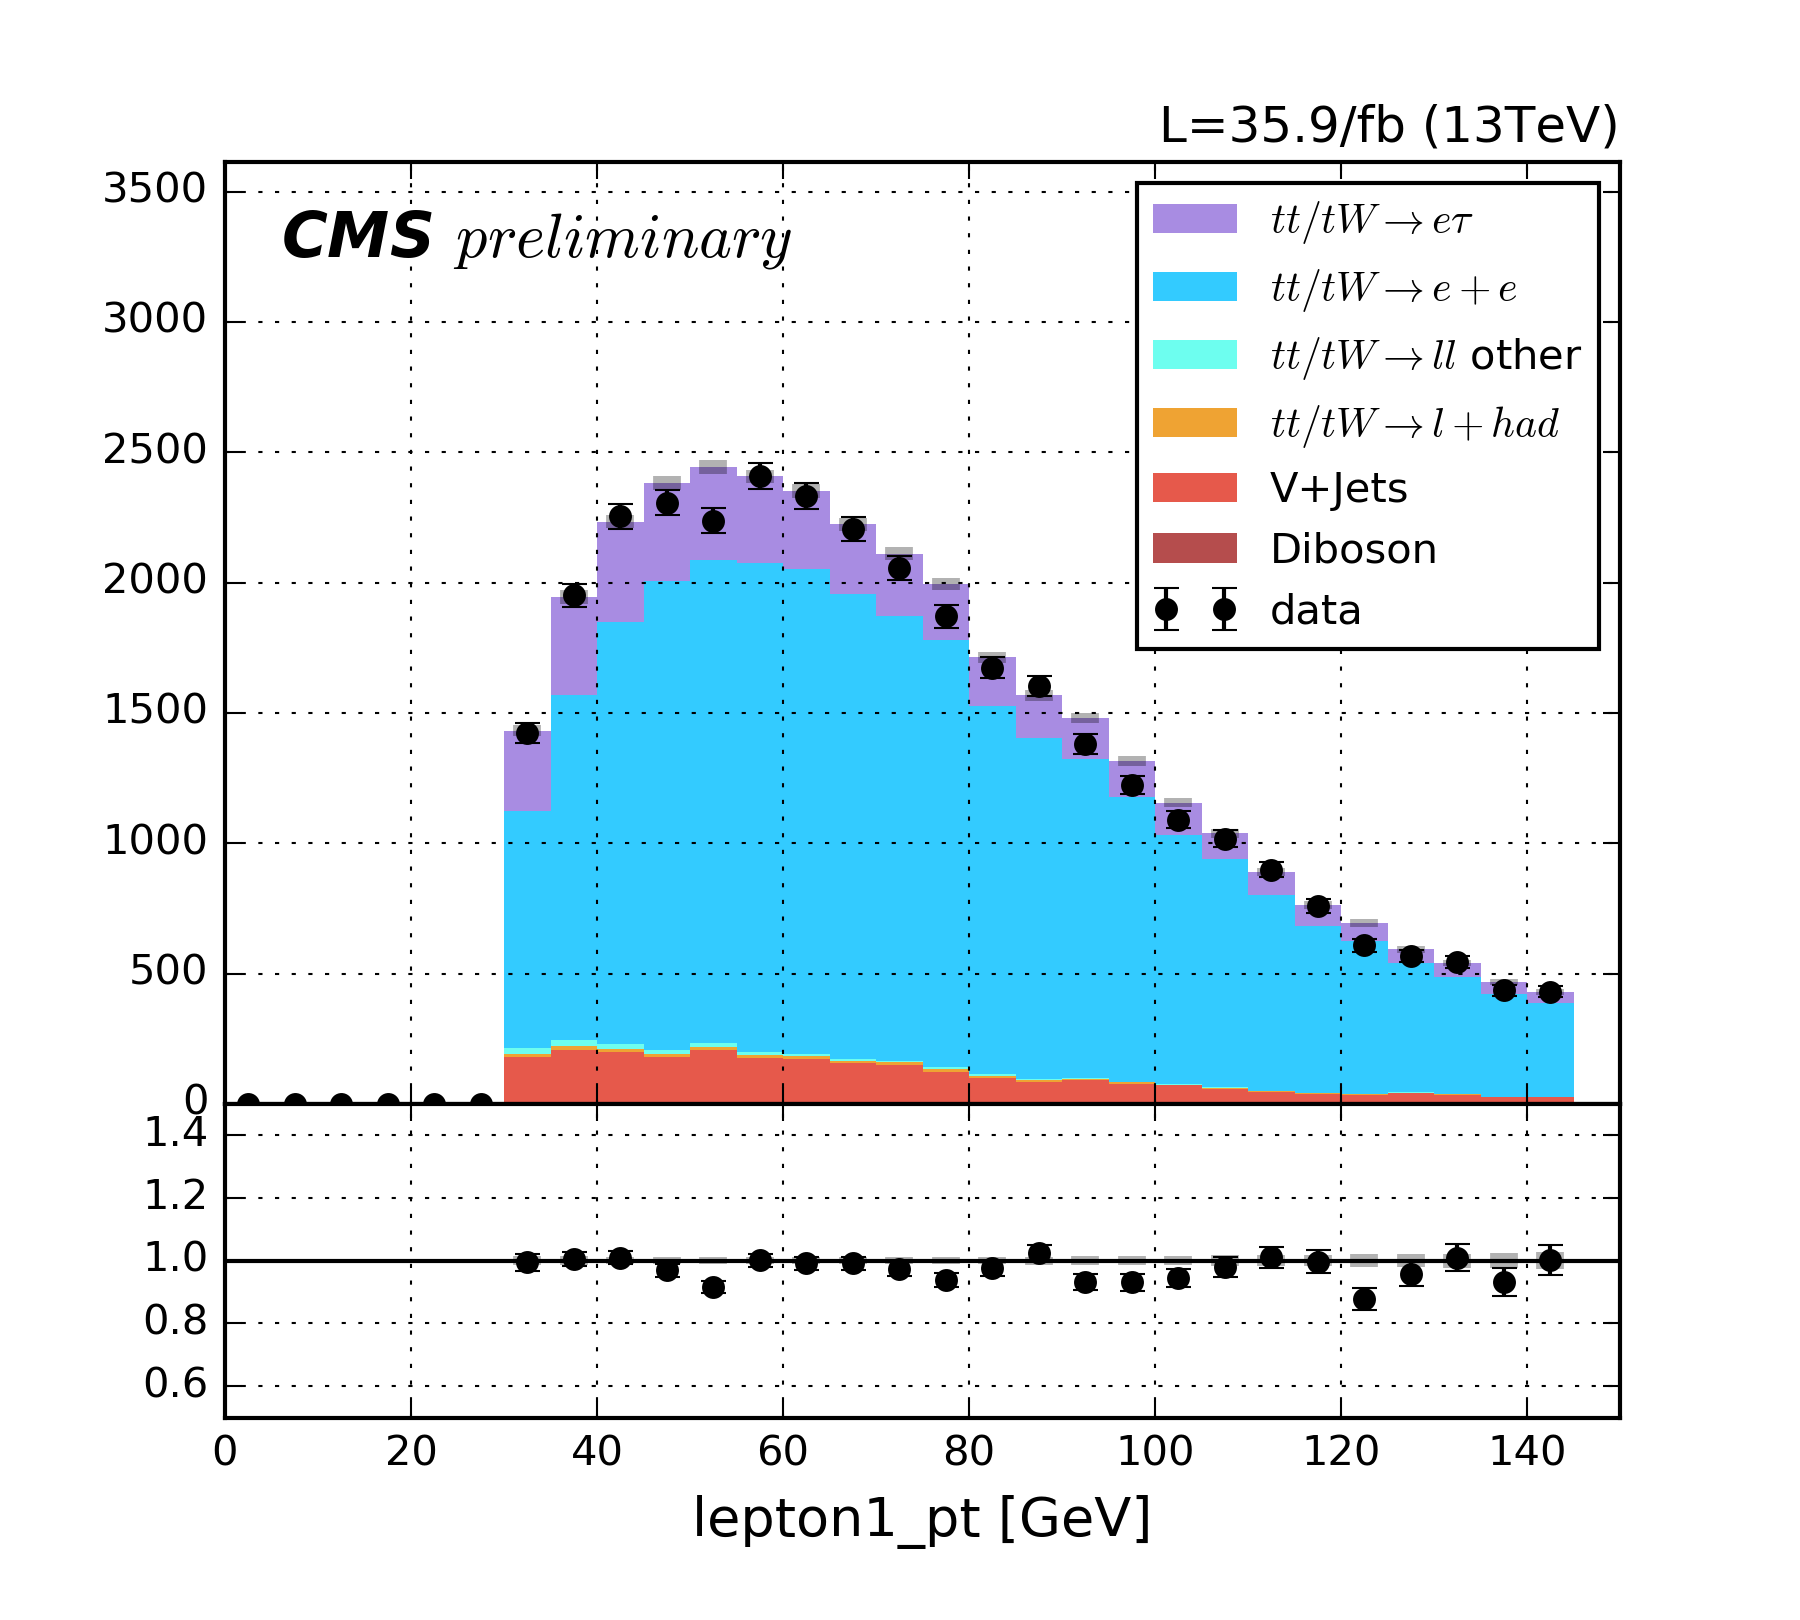 L=35.9/fb (13TeV)
CMS preliminary
3500
3000
2500
2000
1500
1000
500
0
tt/tW → eτ
tt/tW → e + e
tt/tW → ll other
tt/tW → l + had
V+Jets
Diboson
data
1.4
1.2
1.0
0.8
0.6
0 20 40 60 80 100 120 140
lepton1_pt [GeV]